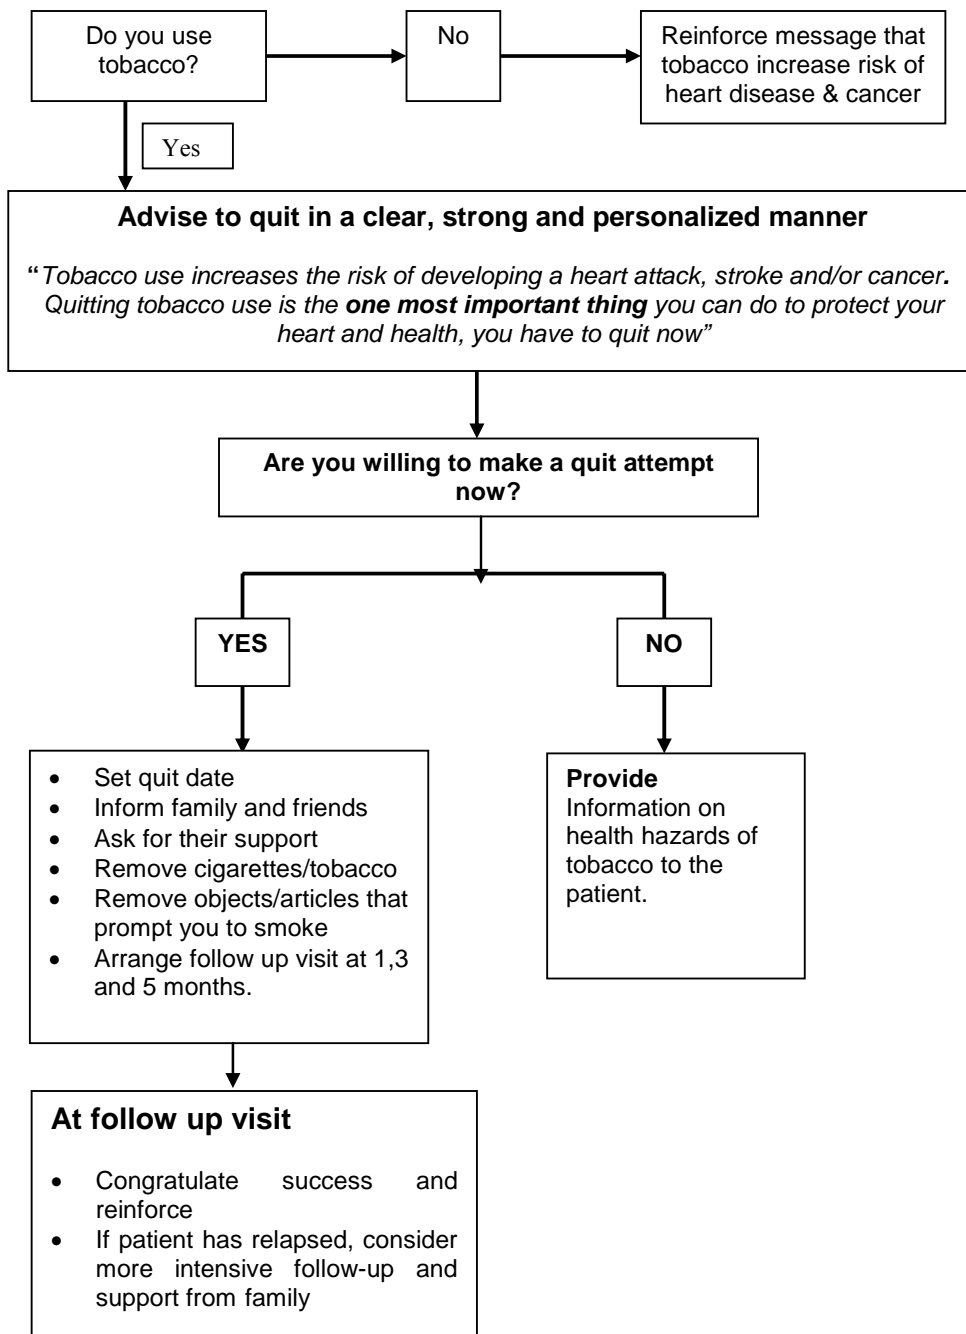 Do you use
tobacco?
No
Reinforce message that
tobacco increase risk of
heart disease & cancer
Yes
Advise to quit in a clear, strong and personalized manner
“Tobacco use increases the risk of developing a heart attack, stroke and/or cancer.
Quitting tobacco use is the one most important thing you can do to protect your
heart and health, you have to quit now”
Are you willing to make a quit attempt
now?
YES
NO
• Set quit date
• Inform family and friends
• Ask for their support
• Remove cigarettes/tobacco
• Remove objects/articles that
prompt you to smoke
• Arrange follow up visit at 1,3
and 5 months.
Provide
Information on
health hazards of
tobacco to the
patient.
At follow up visit
• Congratulate success and
reinforce
• If patient has relapsed, consider
more intensive follow-up and
support from family